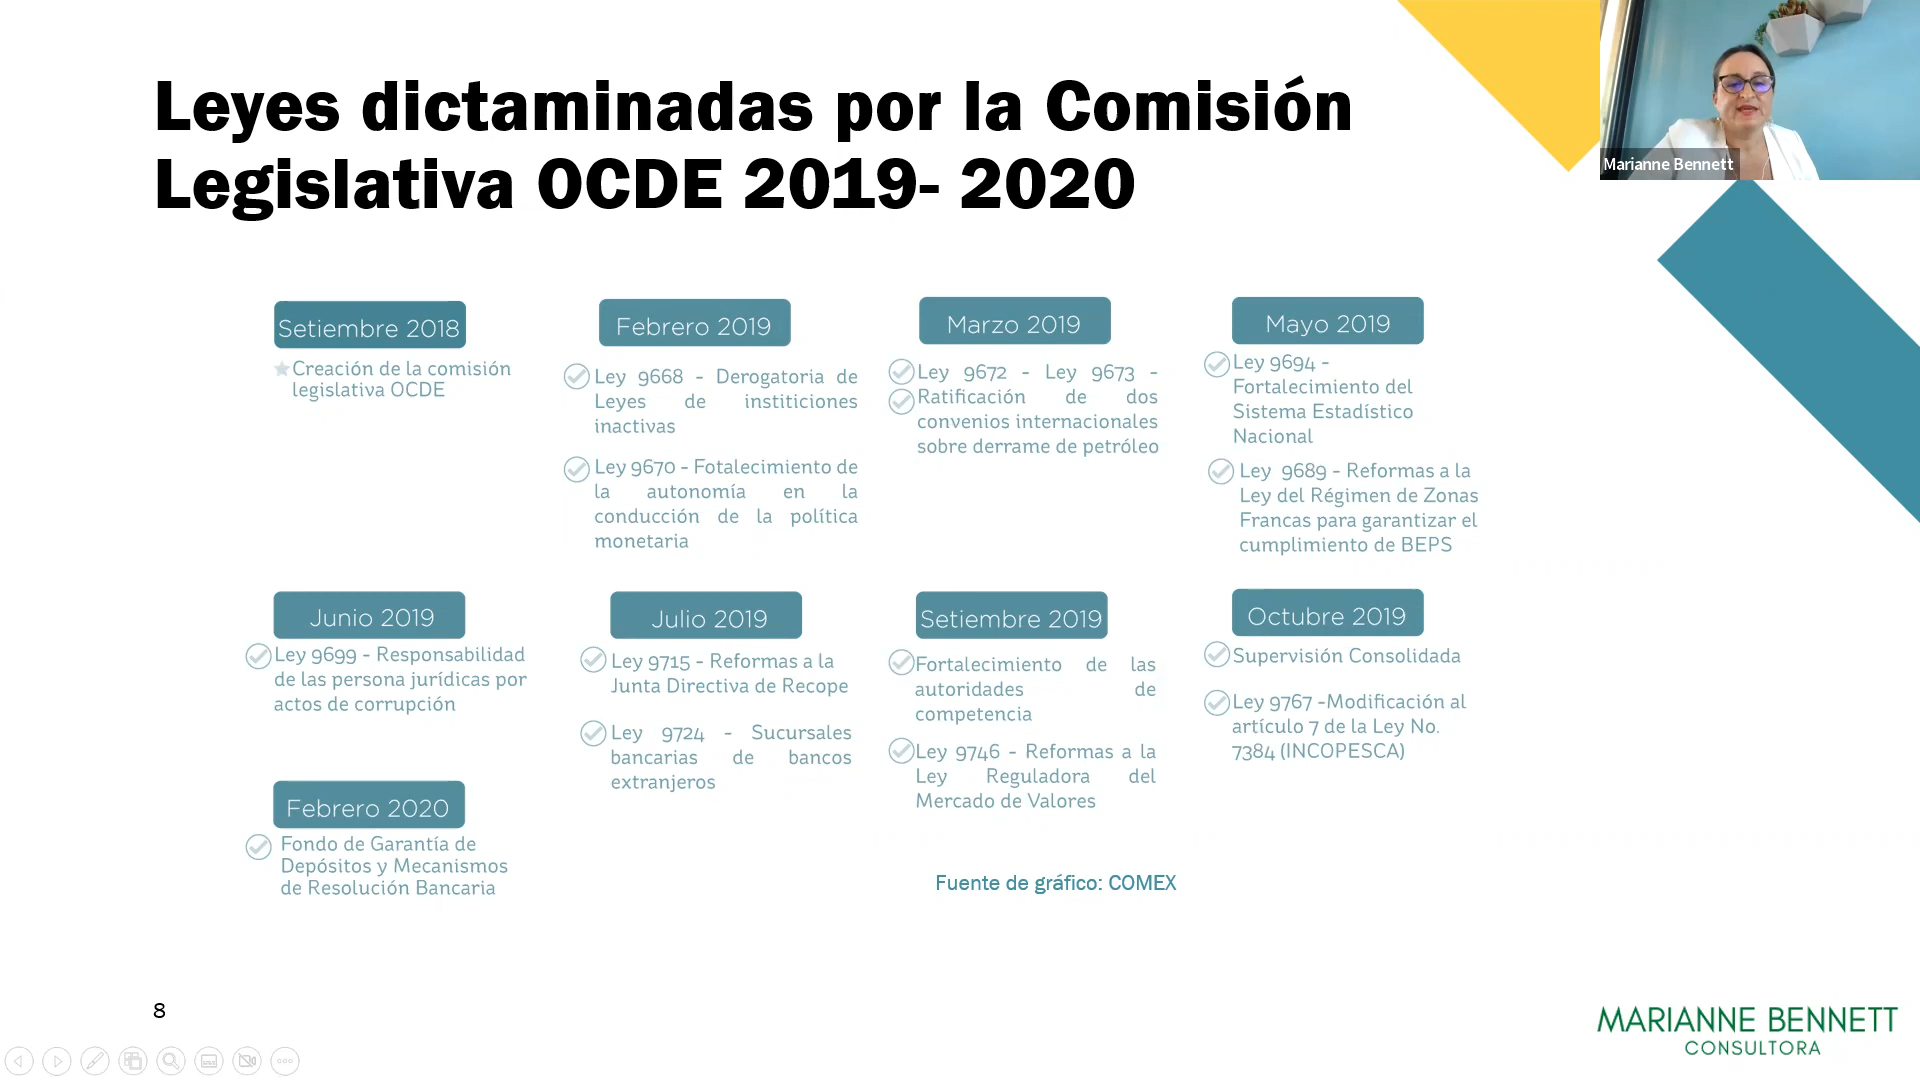 Leyes dictaminadas por la Comisión
Legislativa OCDE 2019- 2020
Marianne Bennett
Setiembre 2018
Creación de la comisión
legislativa OCDE
Febrero 2019
Ley 9668 - Derogatoria de
Leyes de institiciones
inactivas
Ley 9670 - Fotalecimiento de
la autonomía en la
conducción de la política
monetaria
Marzo 2019
Ley 9672 - Ley 9673 -
Ratificación de dos
convenios internacionales
sobre derrame de petróleo
Mayo 2019
Ley 9694 -
Fortalecimiento del
Sistema Estadístico
Nacional
Ley 9689 - Reformas a la
Ley del Régimen de Zonas
Francas para garantizar el
cumplimiento de BEPS
Junio 2019
Ley 9699 - Responsabilidad
de las persona jurídicas por
actos de corrupción
Julio 2019
Ley 9715 - Reformas a la
Junta Directiva de Recope
Ley 9724 - Sucursales
bancarias de bancos
extranjeros
Setiembre 2019
Fortalecimiento de las
autoridades de
competencia
Ley 9746 - Reformas a la
Ley Reguladora del
Mercado de Valores
Octubre 2019
Supervisión Consolidada
Ley 9767 -Modificación al
artículo 7 de la Ley No.
7384 (INCOPESCA)
Febrero 2020
Fondo de Garantía de
Depósitos y Mecanismos
de Resolución Bancaria
Fuente de gráfico: COMEX
8
MARIANNE BENNETT
CONSULTORA